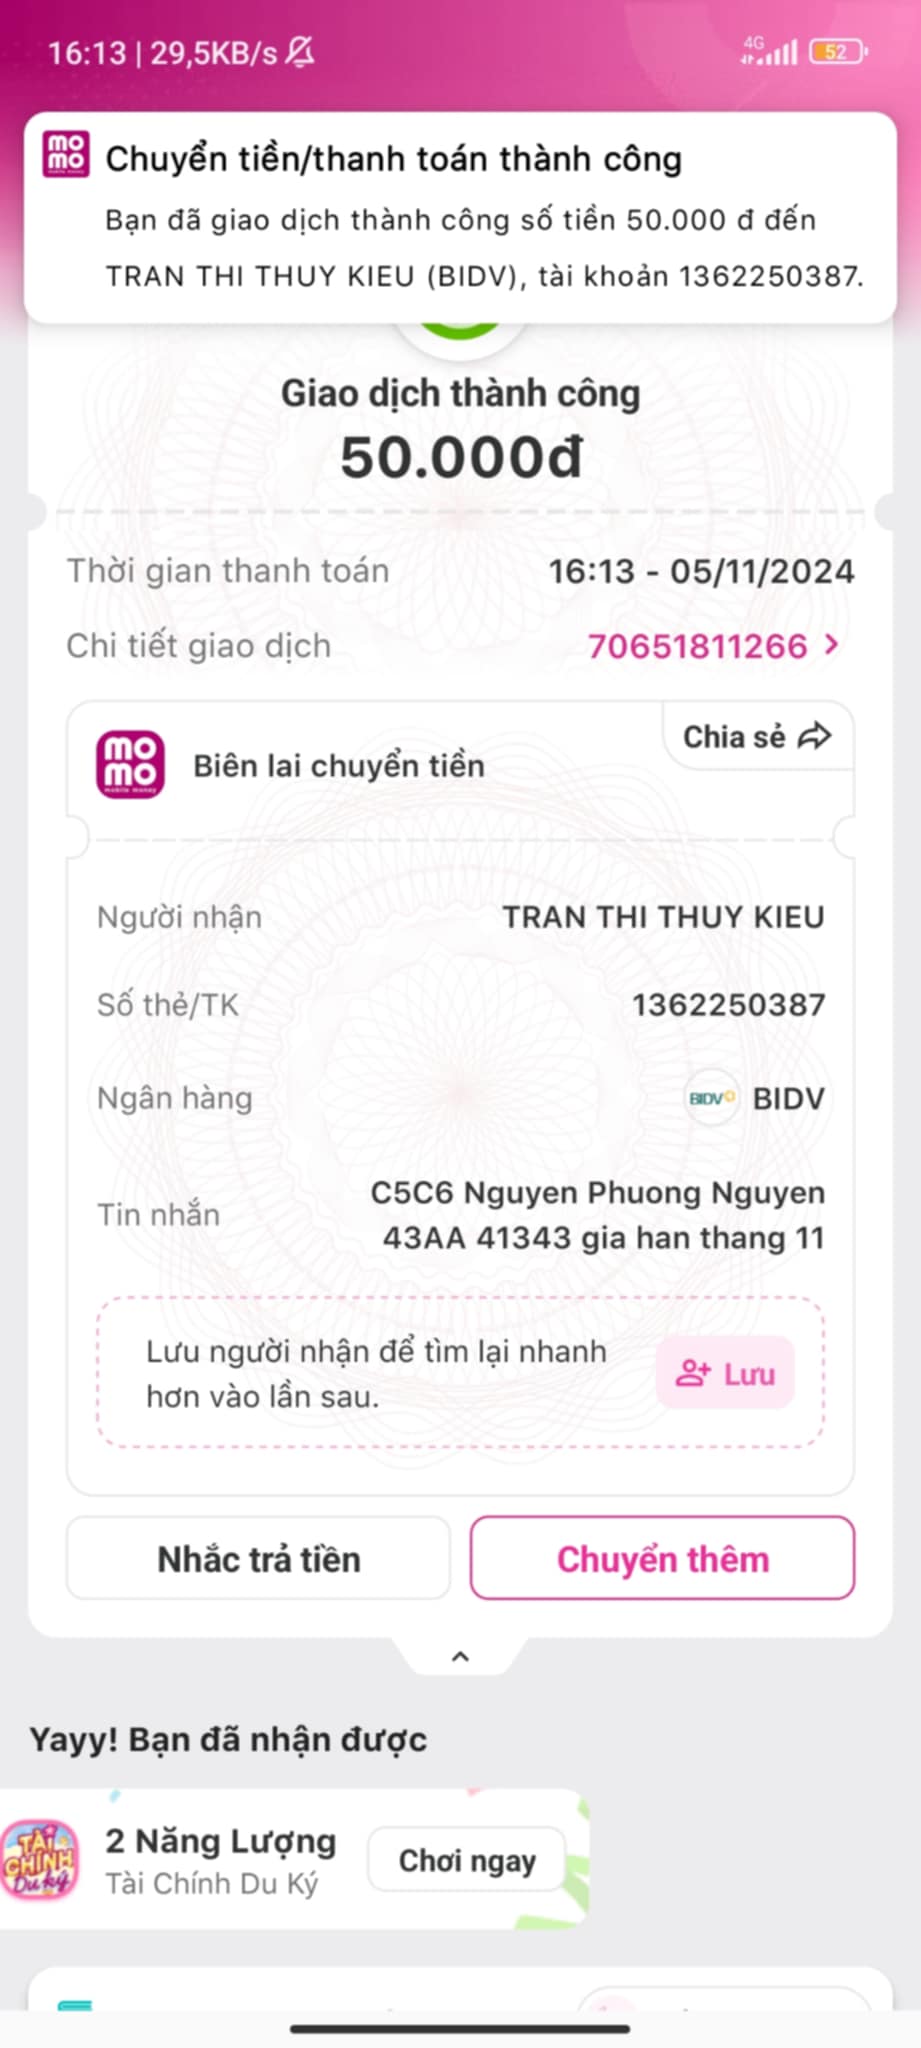 16:13 | 29,5KB/s
4G
52
mo
mo
mobile money
Chuyển tiền/thanh toán thành công
Bạn đã giao dịch thành công số tiền 50.000 đ đến
TRAN THI THUY KIEU (BIDV), tài khoản 1362250387.
Giao dịch thành công
50.000đ
Thời gian thanh toán 16:13 - 05/11/2024
Chi tiết giao dịch 70651811266
mo
mo
mobile money
Biên lai chuyển tiền
Chia sẻ
Người nhận TRAN THI THUY KIEU
Số thẻ/TK 1362250387
Ngân hàng BIDV BIDV
Tin nhắn C5C6 Nguyen Phuong Nguyen
43AA 41343 gia han thang 11
Lưu người nhận để tìm lại nhanh
hơn vào lần sau.
Lưu
Nhắc trả tiền
Chuyển thêm
Yayy! Bạn đã nhận được
TÀI
CHÍNH
Du ký
2 Năng Lượng
Tài Chính Du Ký
Chơi ngay